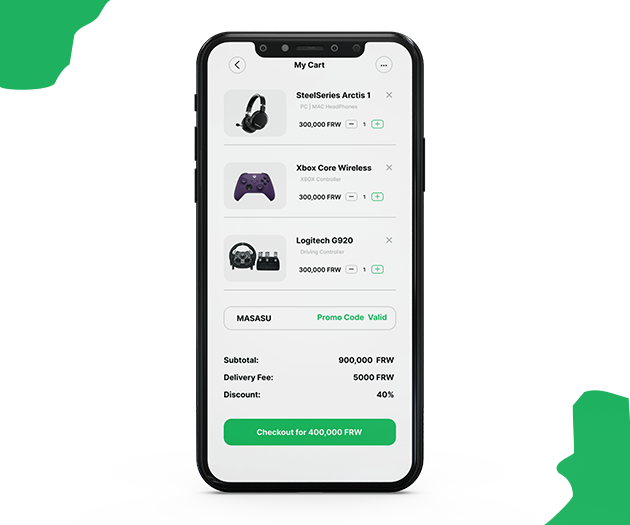 My Cart
SteelSeries Arctis 1
PC | MAC HeadPhones
300,000 FRW 1
Xbox Core Wireless
XBOX Controller
300,000 FRW 1
Logitech G920
Driving Controller
300,000 FRW 1
MASASU Promo Code Valid
Subtotal: 900,000 FRW
Delivery Fee: 5000 FRW
Discount: 40%
Checkout for 400,000 FRW